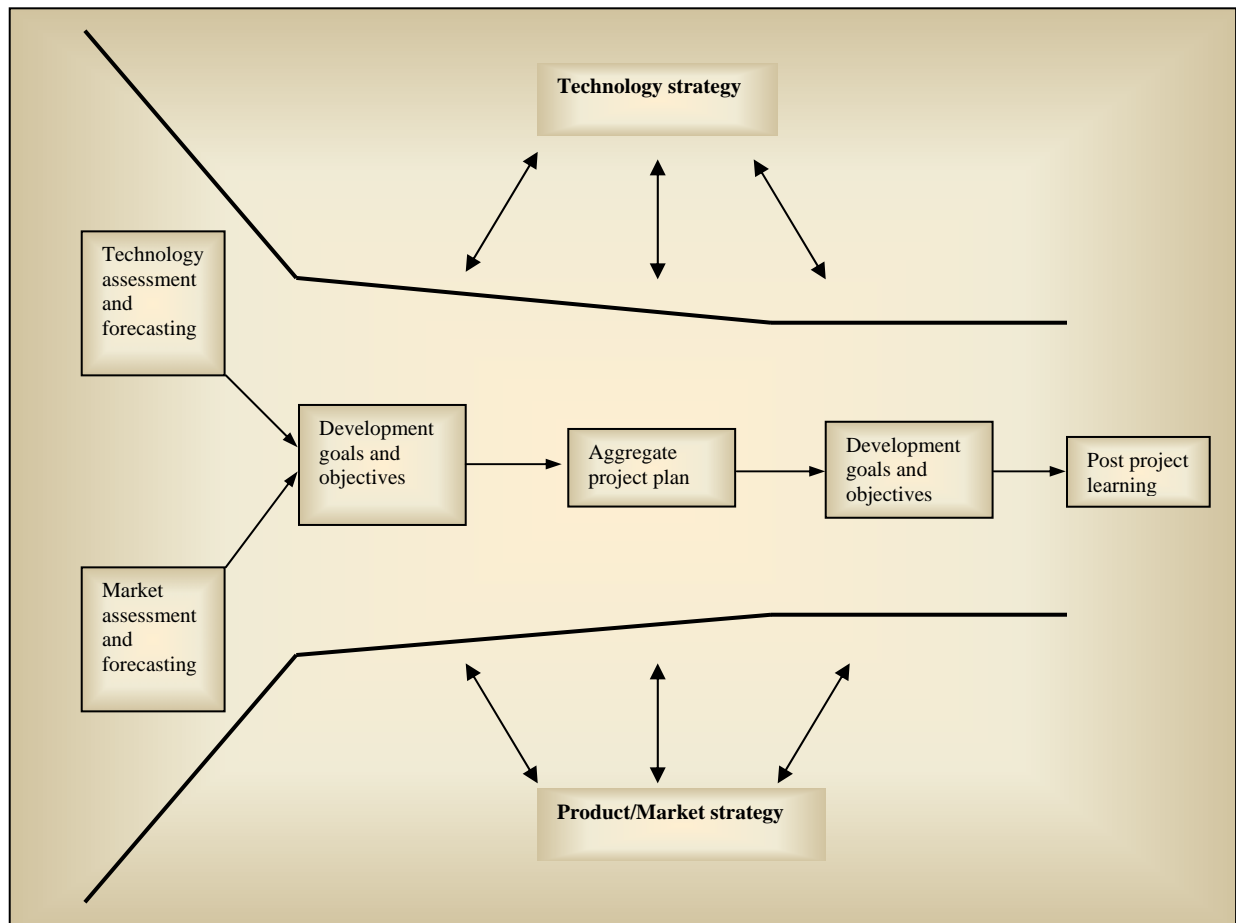 Technology strategy
Technology
assessment
and
forecasting
Development
goals and
objectives
Aggregate
project plan
Development
goals and
objectives
Post project
learning
Market
assessment
and
forecasting
Product/Market strategy